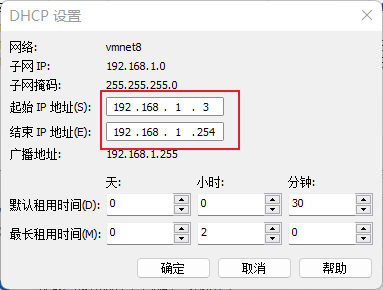 DHCP 设置
网络: vmnet8
子网 IP: 192.168.1.0
子网掩码: 255.255.255.0
起始 IP 地址(S): 192 .168 . 1 . 3
结束 IP 地址(E): 192 .168 . 1 .254
广播地址: 192.168.1.255
天: 小时: 分钟:
默认租用时间(D): 0 0 30
最长租用时间(M): 0 2 0
确定 取消 帮助